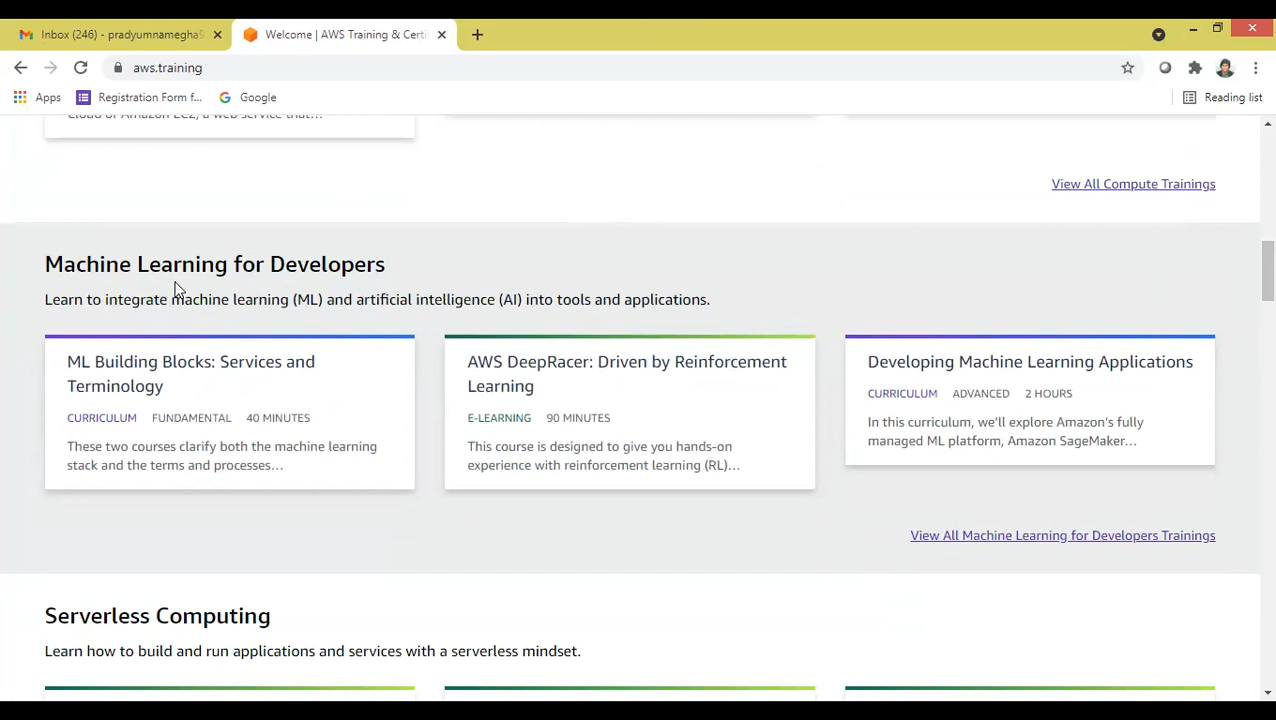 Inbox (246) - pradyumnamegha
Welcome | AWS Training & Certi
aws.training
Apps
Registration Form f...
Google
Reading list
Cloud of Amazon EC2, a web service that...
View All Compute Trainings
Machine Learning for Developers
Learn to integrate machine learning (ML) and artificial intelligence (AI) into tools and applications.
ML Building Blocks: Services and
Terminology
CURRICULUM FUNDAMENTAL 40 MINUTES
These two courses clarify both the machine learning
stack and the terms and processes...
AWS DeepRacer: Driven by Reinforcement
Learning
E-LEARNING 90 MINUTES
This course is designed to give you hands-on
experience with reinforcement learning (RL)...
Developing Machine Learning Applications
CURRICULUM ADVANCED 2 HOURS
In this curriculum, we'll explore Amazon's fully
managed ML platform, Amazon SageMaker...
View All Machine Learning for Developers Trainings
Serverless Computing
Learn how to build and run applications and services with a serverless mindset.